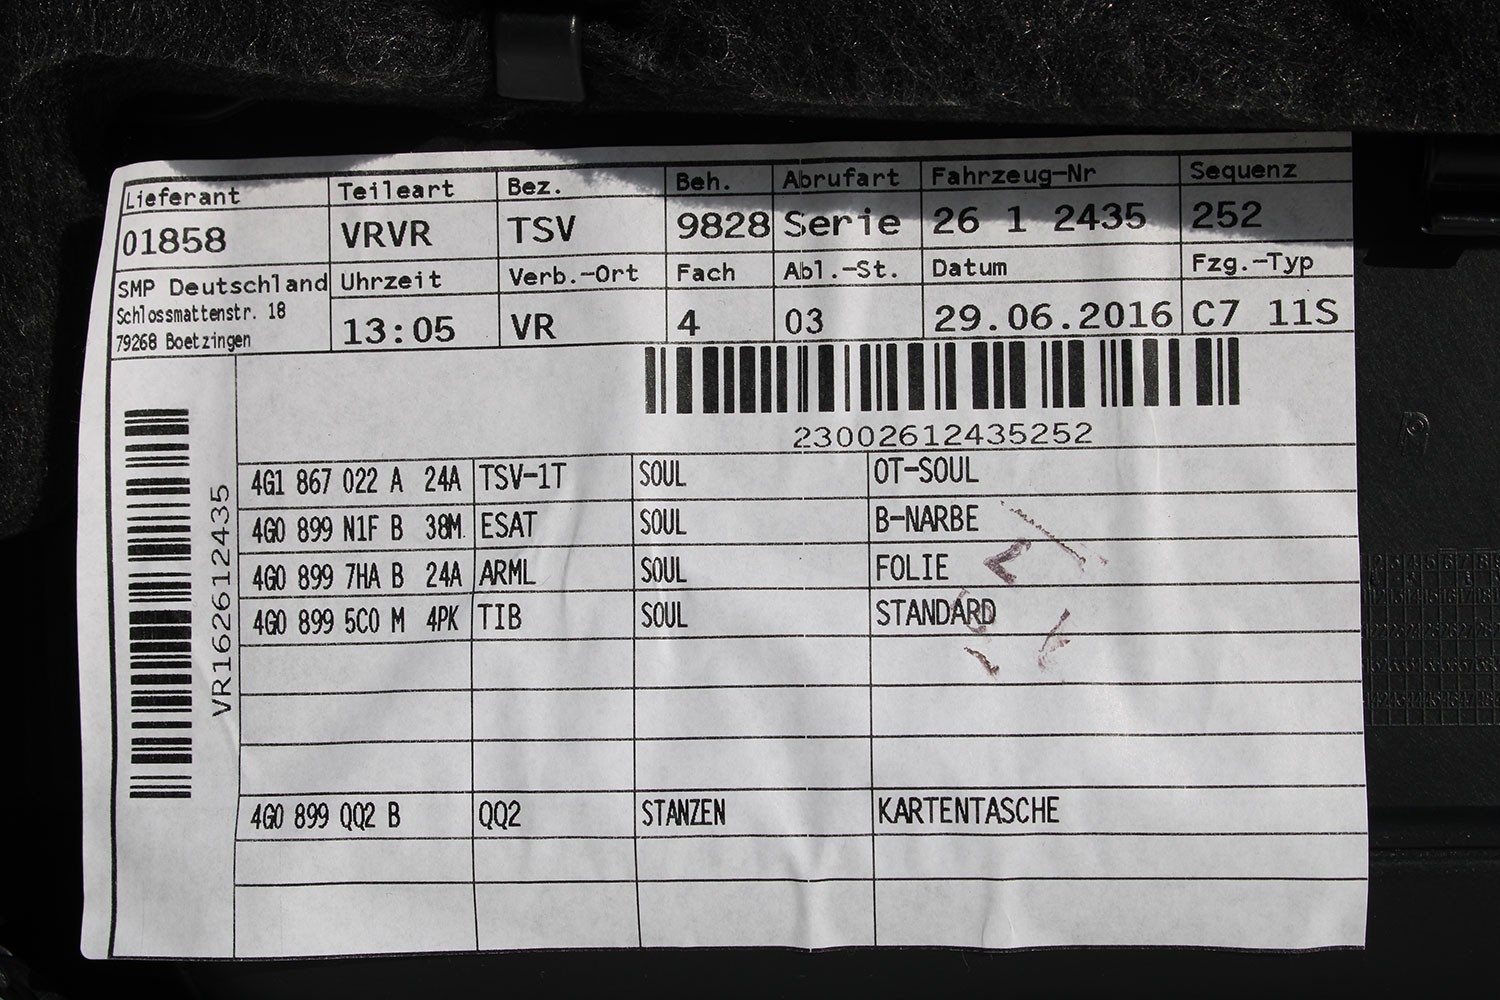 Lieferant Teileart Bez. Beh. Abrufart Fahrzeug-Nr Sequenz
01858 VRVR TSV 9828 Serie 26 1 2435 252
SMP Deutschland Uhrzeit Verb.-Ort Fach Abl.-St. Datum Fzg.-Typ
Schlossmattenstr. 18
79268 Boetzingen 13:05 VR 4 03 29.06.2016 C7 11S
23002612435252
VR162612435
4G1 867 022 A 24A TSV-1T SOUL OT-SOUL
4G0 899 N1F B 38M ESAT SOUL B-NARBE
4G0 899 7HA B 24A ARML SOUL FOLIE
4G0 899 5C0 M 4PK TIB SOUL STANDARD
4G0 899 QQ2 B QQ2 STANZEN KARTENTASCHE